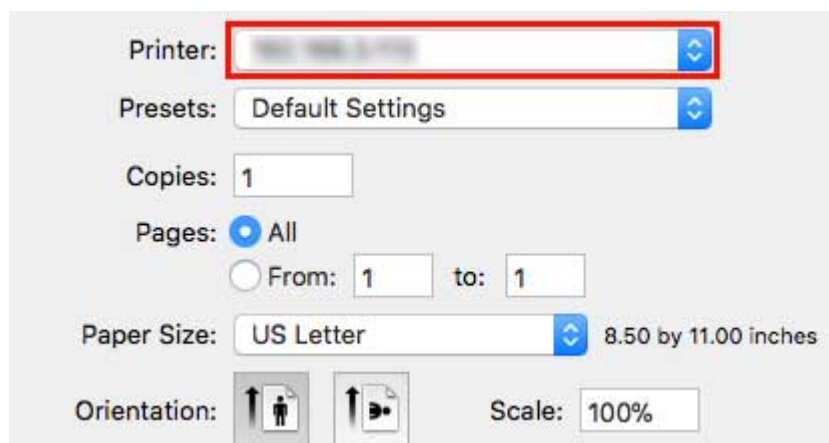 Printer:
Presets: Default Settings
Copies: 1
Pages: All
From: 1 to: 1
Paper Size: US Letter 8.50 by 11.00 inches
Orientation: Scale: 100%